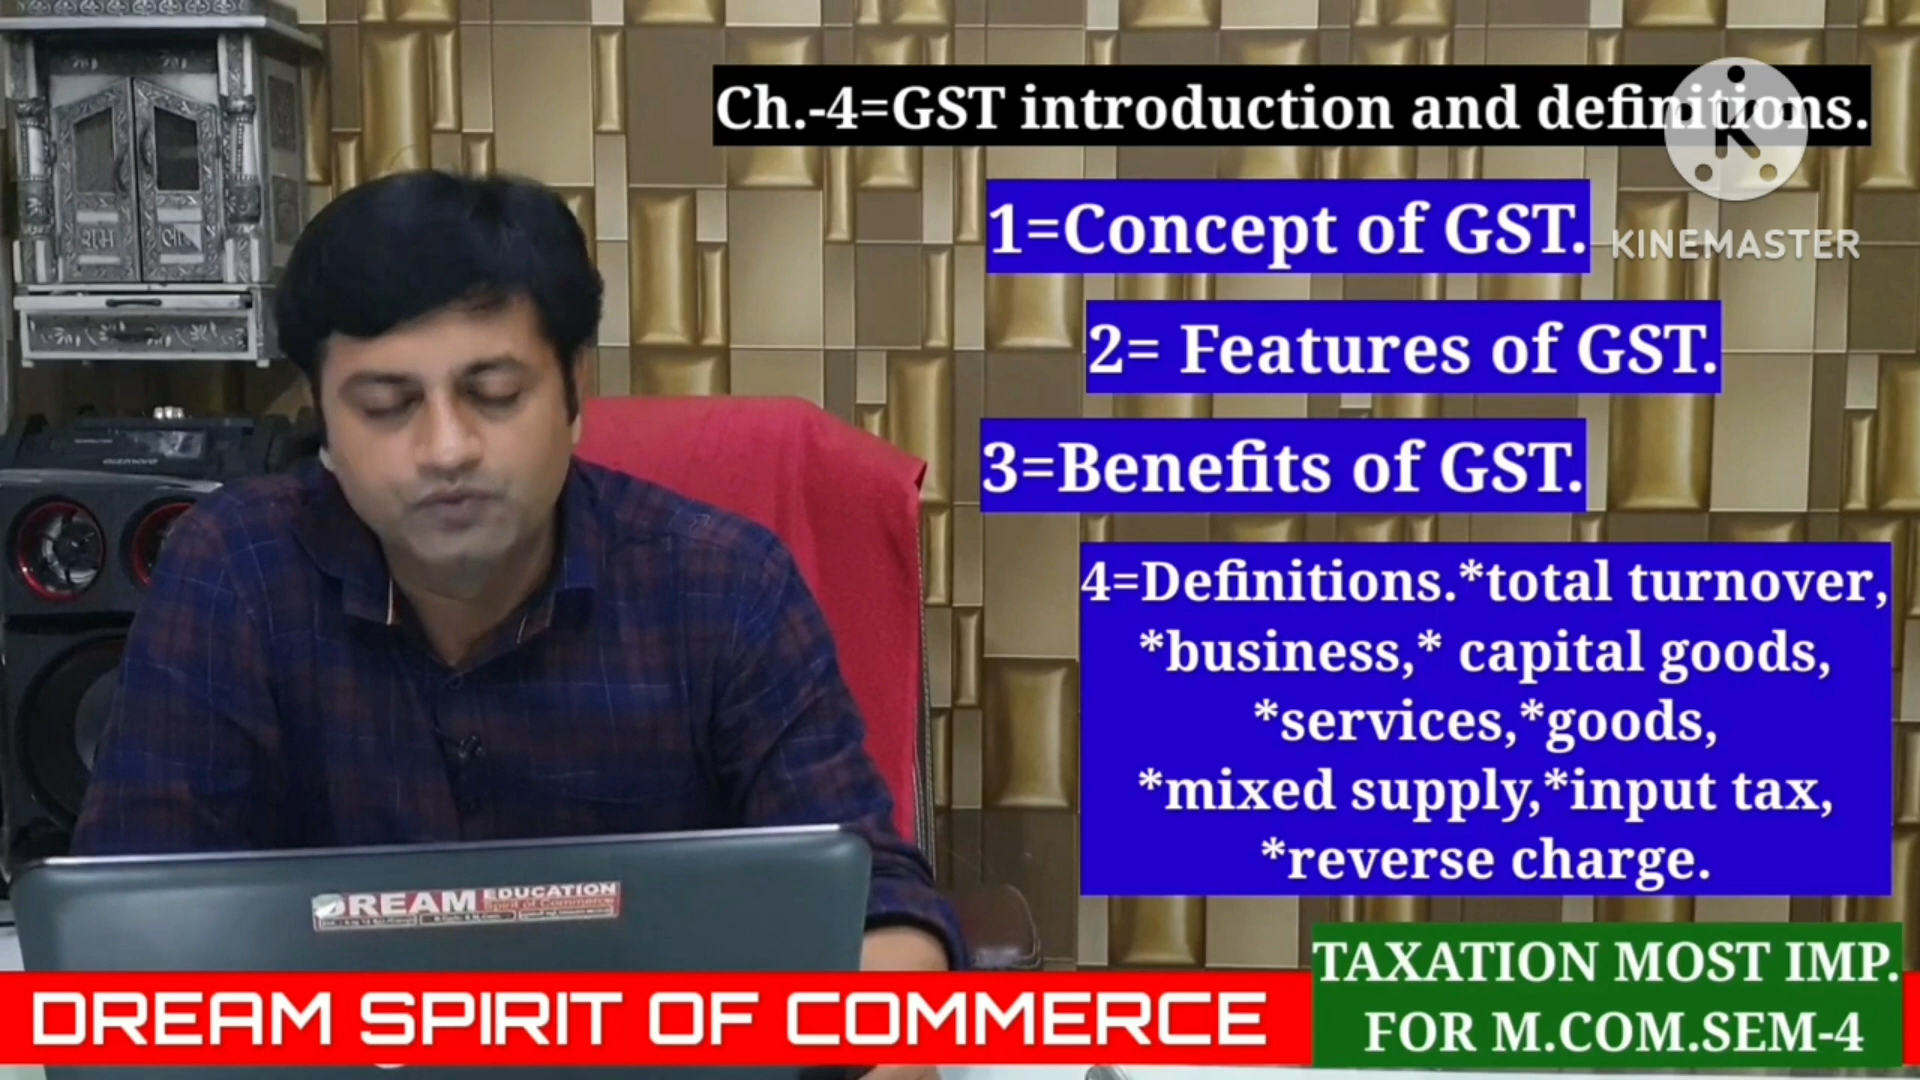 Ch.-4=GST introduction and definitions.
1=Concept of GST.
KINEMASTER
2= Features of GST.
3=Benefits of GST.
4=Definitions.*total turnover,
*business,* capital goods,
*services,*goods,
*mixed supply,*input tax,
*reverse charge.
शुभ लाभ
DREAM EDUCATION
Spirit of Commerce
TAXATION MOST IMP.
FOR M.COM.SEM-4
DREAM SPIRIT OF COMMERCE